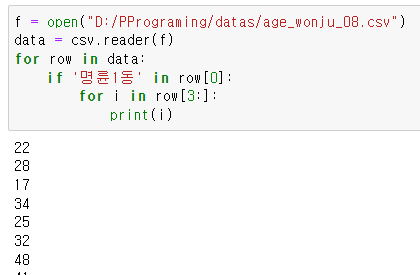 f = open("D:/PPrograming/datas/age_wonju_08.csv")
data = csv.reader(f)
for row in data:
    if '명륜1동' in row[0]:
        for i in row[3:]:
            print(i)
22
28
17
34
25
32
48